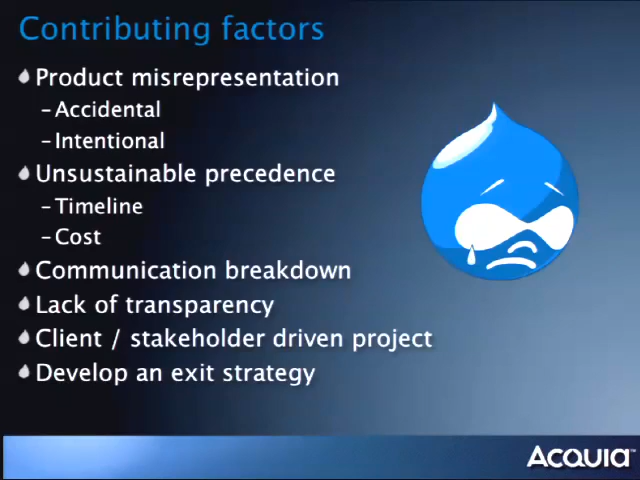 Contributing factors
Product misrepresentation
–Accidental
–Intentional
Unsustainable precedence
–Timeline
–Cost
Communication breakdown
Lack of transparency
Client / stakeholder driven project
Develop an exit strategy
ACQUIA™